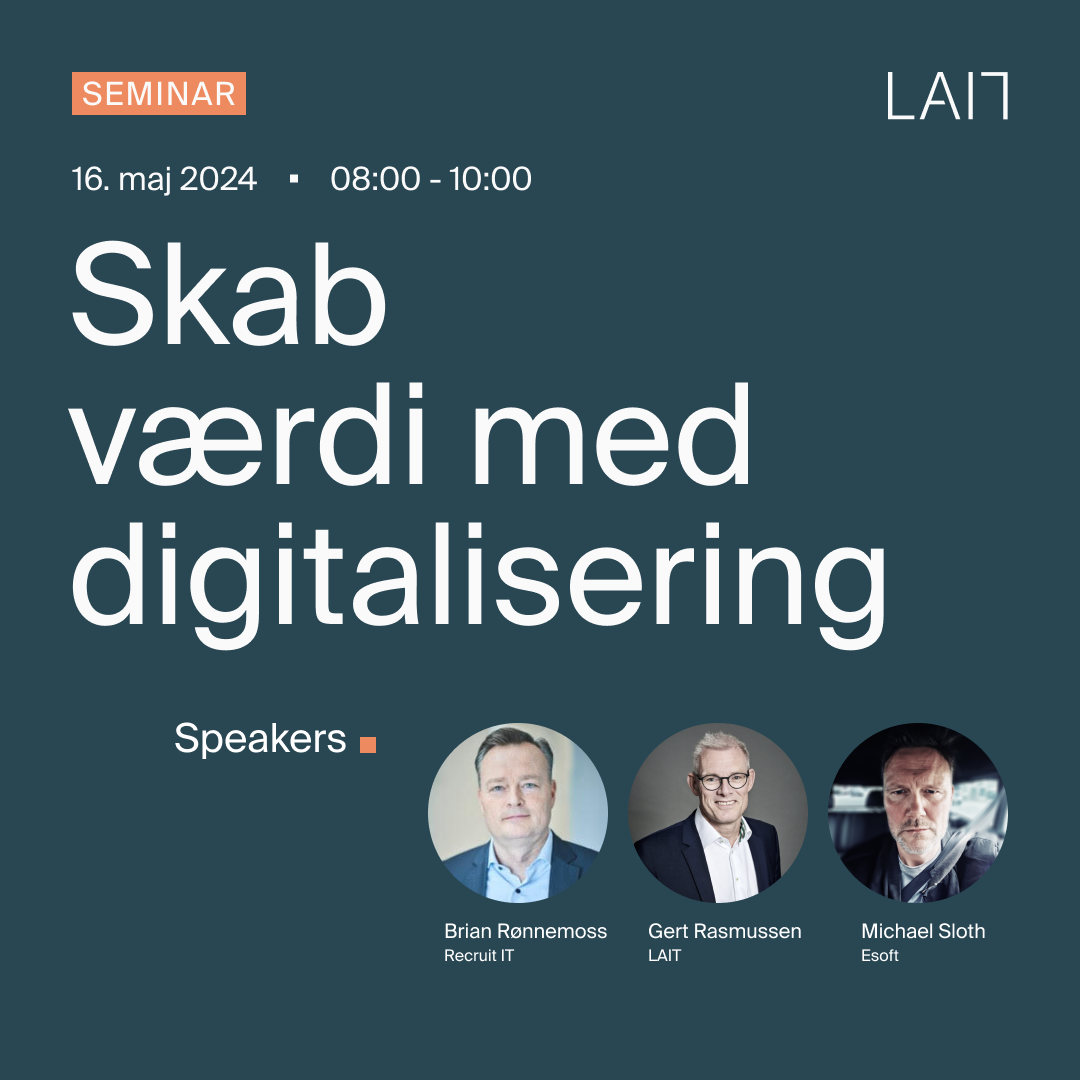 SEMINAR
LAIT
16. maj 2024 ▪ 08:00 - 10:00
Skab
værdi med
digitalisering
Speakers
Brian Rønnemoss
Recruit IT
Gert Rasmussen
LAIT
Michael Sloth
Esoft